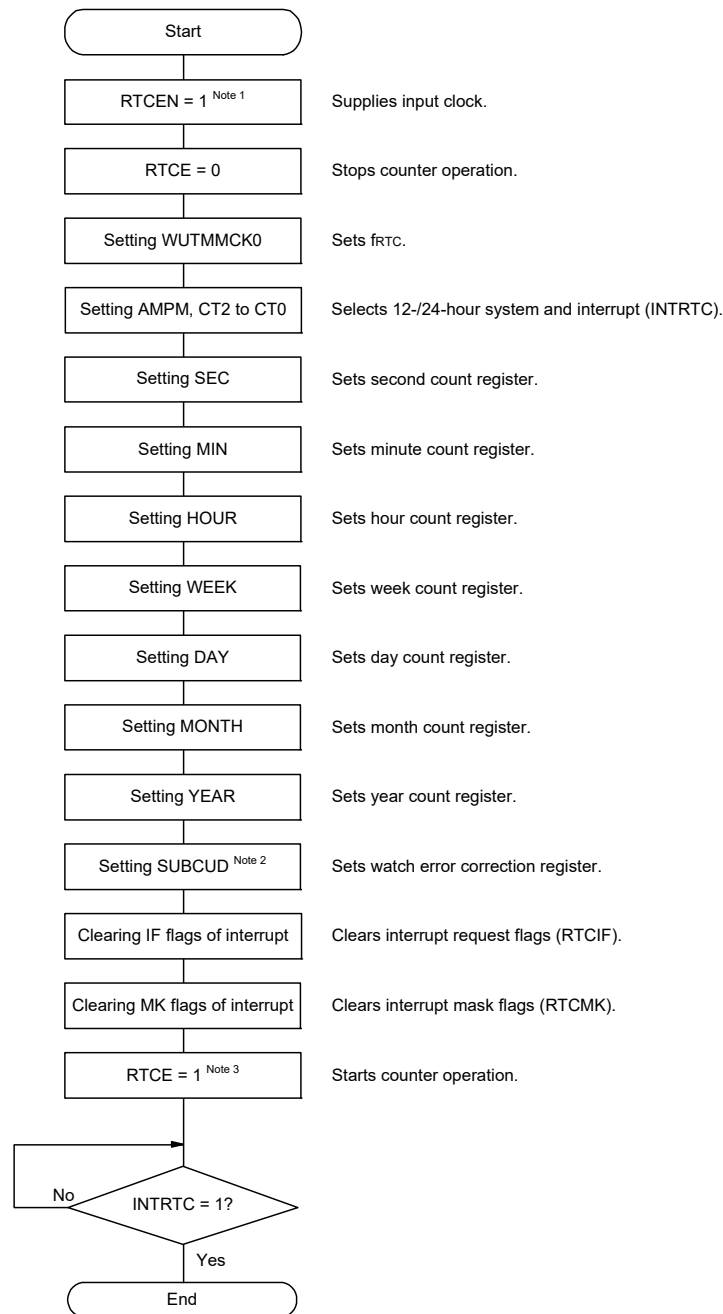 Start
RTCEN = 1 Note 1 Supplies input clock.
RTCE = 0 Stops counter operation.
Setting WUTMMCK0 Sets fRTC.
Setting AMPM, CT2 to CT0 Selects 12-/24-hour system and interrupt (INTRTC).
Setting SEC Sets second count register.
Setting MIN Sets minute count register.
Setting HOUR Sets hour count register.
Setting WEEK Sets week count register.
Setting DAY Sets day count register.
Setting MONTH Sets month count register.
Setting YEAR Sets year count register.
Setting SUBCUD Note 2 Sets watch error correction register.
Clearing IF flags of interrupt Clears interrupt request flags (RTCIF).
Clearing MK flags of interrupt Clears interrupt mask flags (RTCMK).
RTCE = 1 Note 3 Starts counter operation.
No
INTRTC = 1?
Yes
End